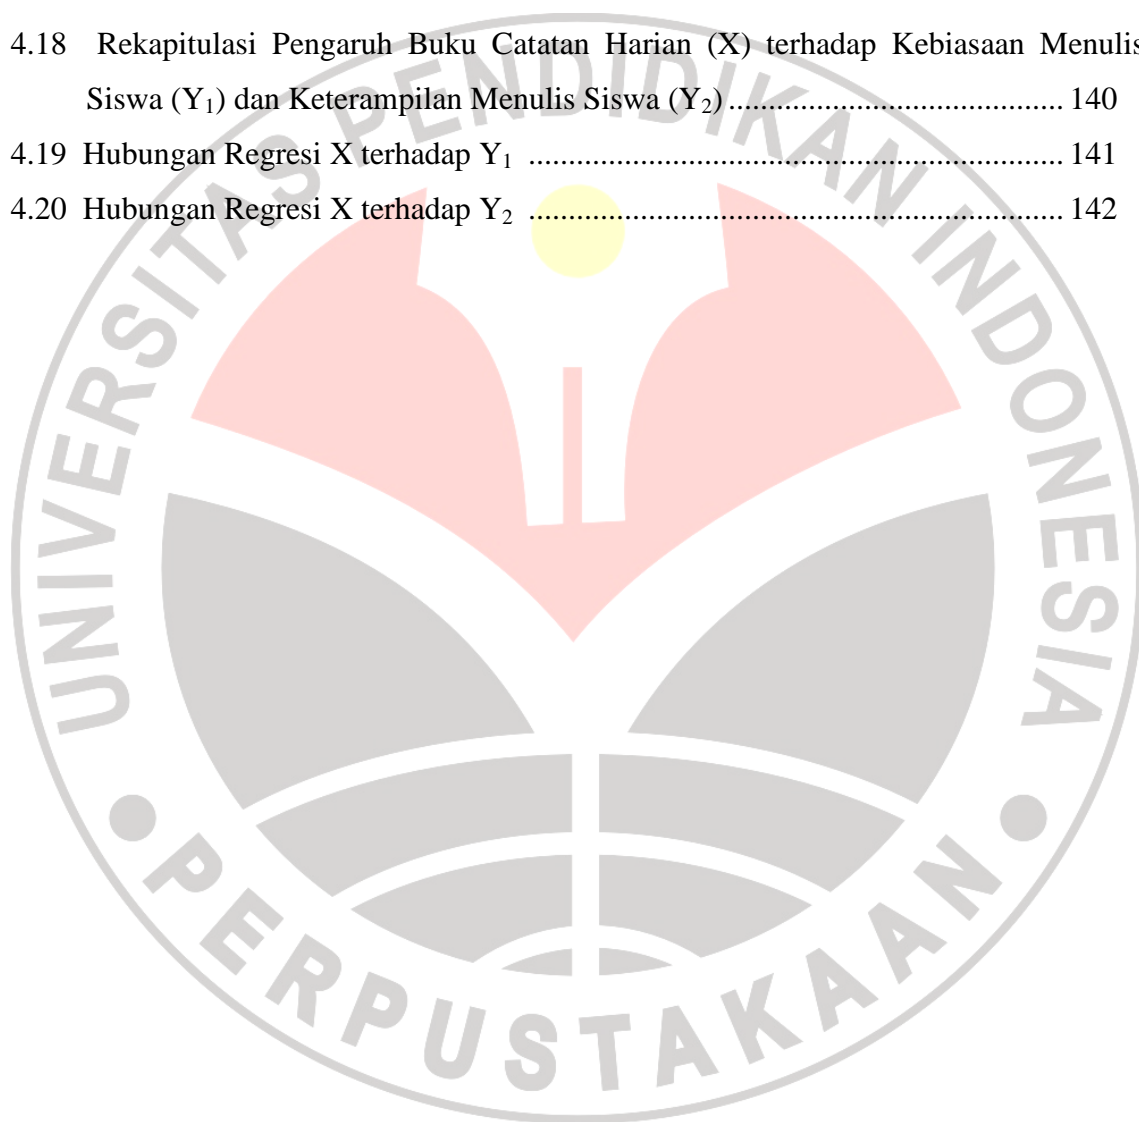 4.18 Rekapitulasi Pengaruh Buku Catatan Harian (X) terhadap Kebiasaan Menulis
Siswa (Y₁) dan Keterampilan Menulis Siswa (Y₂) .......................................... 140
4.19 Hubungan Regresi X terhadap Y₁ .................................................................... 141
4.20 Hubungan Regresi X terhadap Y₂ .................................................................... 142
UNIVERSITAS PENDIDIKAN INDONESIA
PERPUSTAKAAN